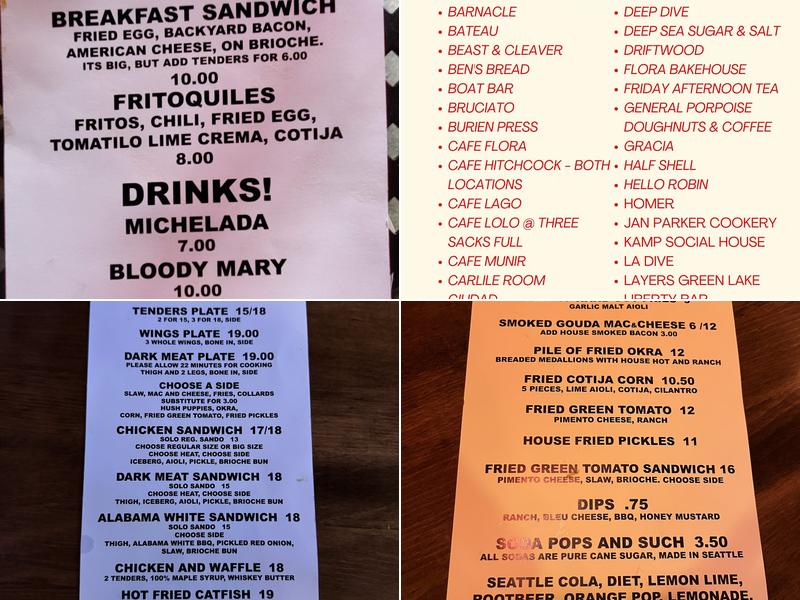 BREAKFAST SANDWICH
FRIED EGG, BACKYARD BACON,
AMERICAN CHEESE, ON BRIOCHE.
ITS BIG, BUT ADD TENDERS FOR 6.00
10.00
FRITOQUILES
FRITOS, CHILI, FRIED EGG,
TOMATILO LIME CREMA, COTIJA
8.00
DRINKS!
MICHELADA
7.00
BLOODY MARY
10.00
• BARNACLE
• BATEAU
• BEAST & CLEAVER
• BEN'S BREAD
• BOAT BAR
• BRUCIATO
• BURIEN PRESS
• CAFE FLORA
• CAFE HITCHCOCK - BOTH
LOCATIONS
• CAFE LAGO
• CAFE LOLO @ THREE
SACKS FULL
• CAFE MUNIR
• CARLILE ROOM
CIUDAD
• DEEP DIVE
• DEEP SEA SUGAR & SALT
• DRIFTWOOD
• FLORA BAKEHOUSE
• FRIDAY AFTERNOON TEA
• GENERAL PORPOISE
DOUGHNUTS & COFFEE
• GRACIA
• HALF SHELL
• HELLO ROBIN
• HOMER
• JAN PARKER COOKERY
• KAMP SOCIAL HOUSE
• LA DIVE
• LAYERS GREEN LAKE
LIBERTY BAR
TENDERS PLATE 15/18
2 FOR 15, 3 FOR 18, SIDE
WINGS PLATE 19.00
3 WHOLE WINGS, BONE IN, SIDE
DARK MEAT PLATE 19.00
PLEASE ALLOW 22 MINUTES FOR COOKING
THIGH AND 2 LEGS, BONE IN, SIDE
CHOOSE A SIDE
SLAW, MAC AND CHEESE, FRIES, COLLARDS
SUBSTITUTE FOR 3.00
HUSH PUPPIES, OKRA,
CORN, FRIED GREEN TOMATO, FRIED PICKLES
CHICKEN SANDWICH 17/18
SOLO REG. SANDO 13
CHOOSE REGULAR SIZE OR BIG SIZE
CHOOSE HEAT, CHOOSE SIDE
ICEBERG, AIOLI, PICKLE, BRIOCHE BUN
DARK MEAT SANDWICH 18
SOLO SANDO 15
CHOOSE HEAT, CHOOSE SIDE
THIGH, ICEBERG, AIOLI, PICKLE, BRIOCHE BUN
ALABAMA WHITE SANDWICH 18
SOLO SANDO 15
CHOOSE HEAT, CHOOSE SIDE
THIGH, ALABAMA WHITE BBQ, PICKLED RED ONION,
SLAW, BRIOCHE BUN
CHICKEN AND WAFFLE 18
2 TENDERS, 100% MAPLE SYRUP, WHISKEY BUTTER
HOT FRIED CATFISH 19
GARLIC MALT AIOLI
SMOKED GOUDA MAC&CHEESE 6 /12
ADD HOUSE SMOKED BACON 3.00
PILE OF FRIED OKRA 12
BREADED MEDALLIONS WITH HOUSE HOT AND RANCH
FRIED COTIJA CORN 10.50
5 PIECES, LIME AIOLI, COTIJA, CILANTRO
FRIED GREEN TOMATO 12
PIMENTO CHEESE, RANCH
HOUSE FRIED PICKLES 11
FRIED GREEN TOMATO SANDWICH 16
PIMENTO CHEESE, SLAW, BRIOCHE. CHOOSE SIDE
DIPS .75
RANCH, BLEU CHEESE, BBQ, HONEY MUSTARD
SODA POPS AND SUCH 3.50
ALL SODAS ARE PURE CANE SUGAR, MADE IN SEATTLE
SEATTLE COLA, DIET, LEMON LIME,
ROOTBEER, ORANGE POP, LEMONADE,